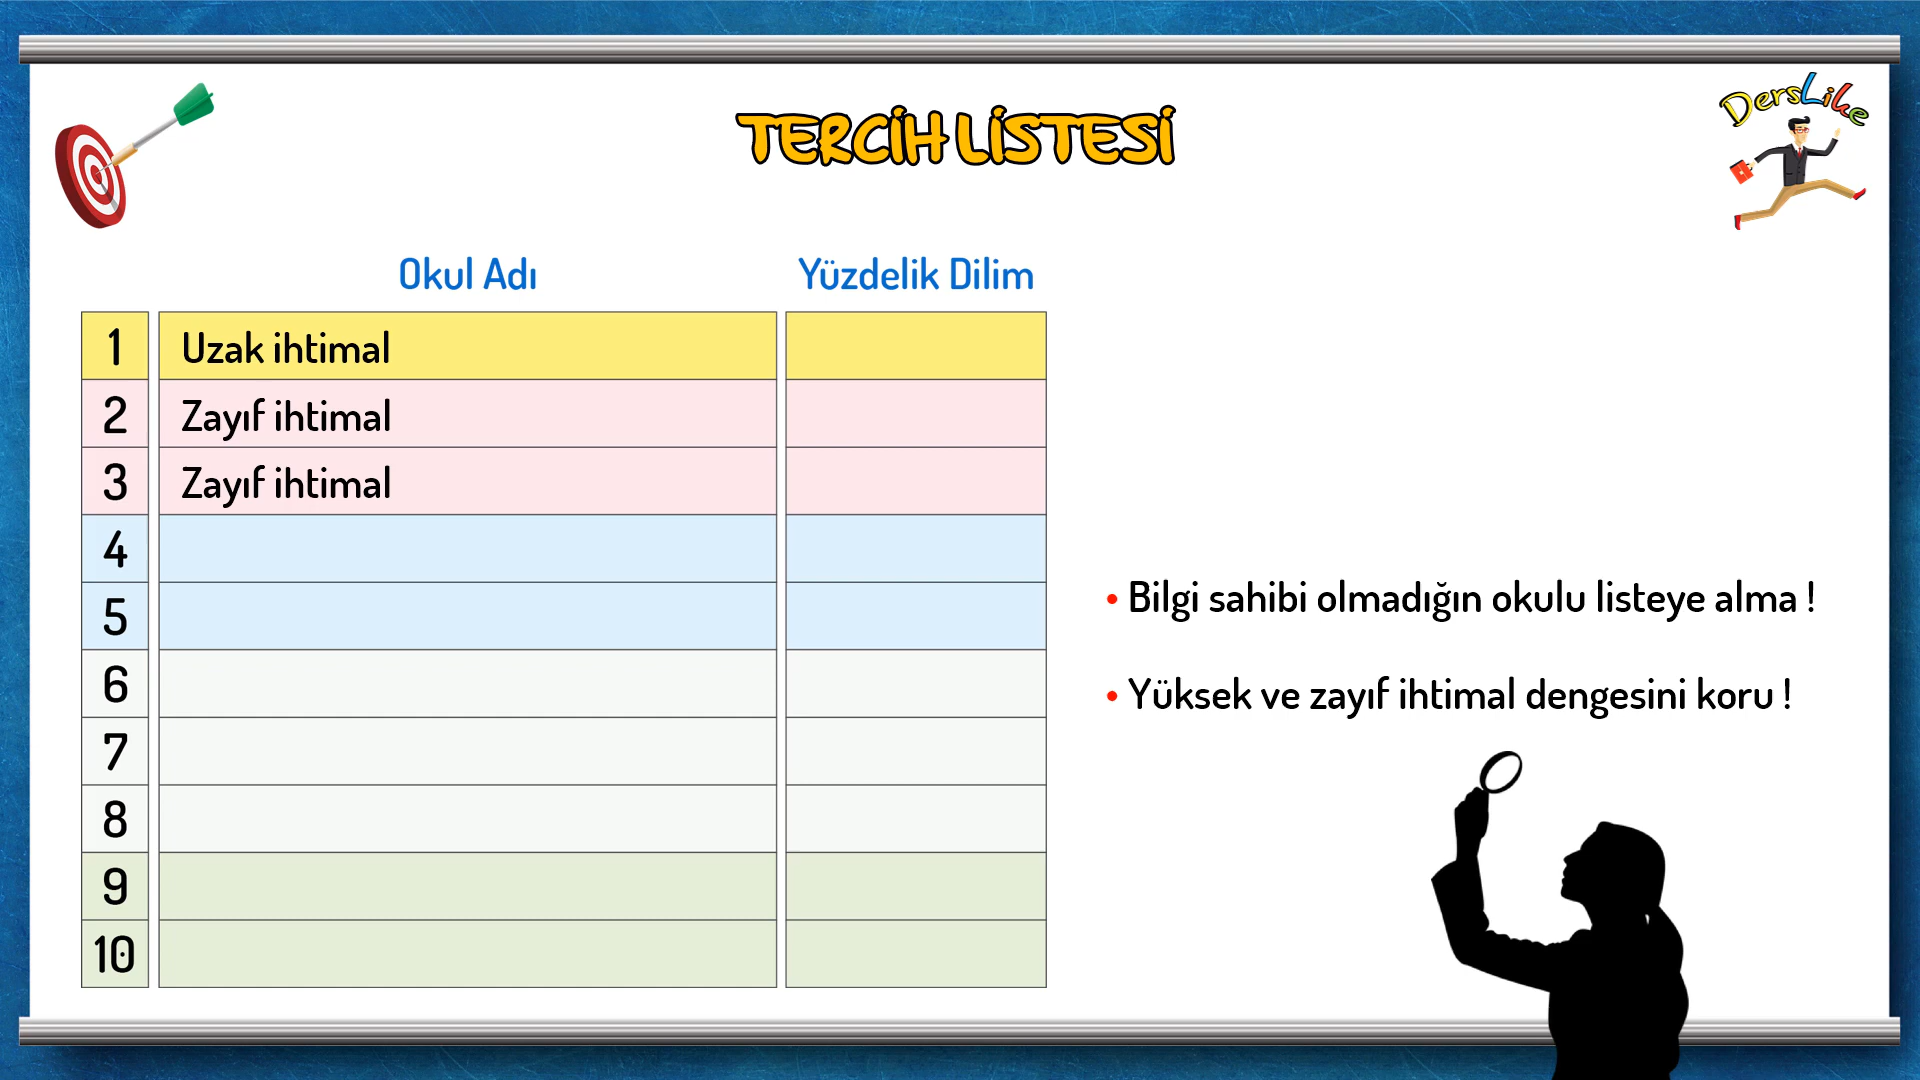 TERCİH LİSTESİ
DersLike
Okul Adı Yüzdelik Dilim
1 Uzak ihtimal
2 Zayıf ihtimal
3 Zayıf ihtimal
4
5
6
7
8
9
10
• Bilgi sahibi olmadığın okulu listeye alma !
• Yüksek ve zayıf ihtimal dengesini koru !